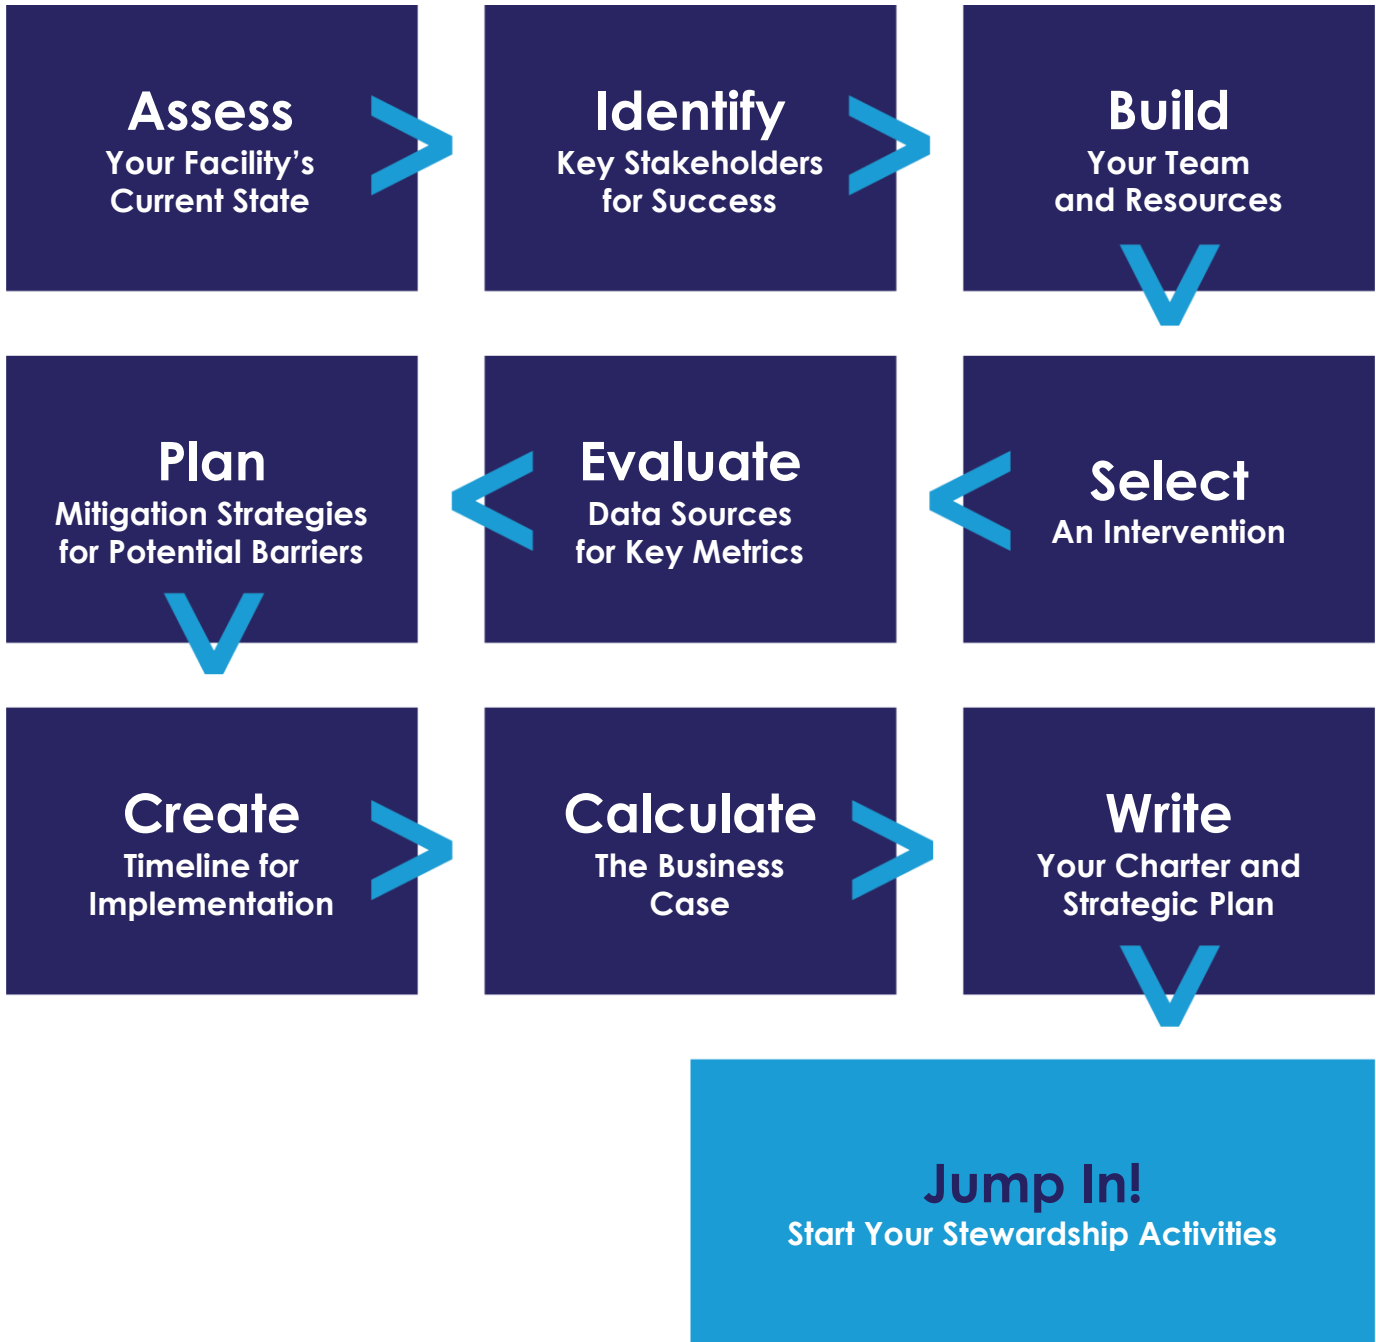 Assess
Your Facility’s
Current State
Identify
Key Stakeholders
for Success
Build
Your Team
and Resources
Select
An Intervention
Evaluate
Data Sources
for Key Metrics
Plan
Mitigation Strategies
for Potential Barriers
Create
Timeline for
Implementation
Calculate
The Business
Case
Write
Your Charter and
Strategic Plan
Jump In!
Start Your Stewardship Activities